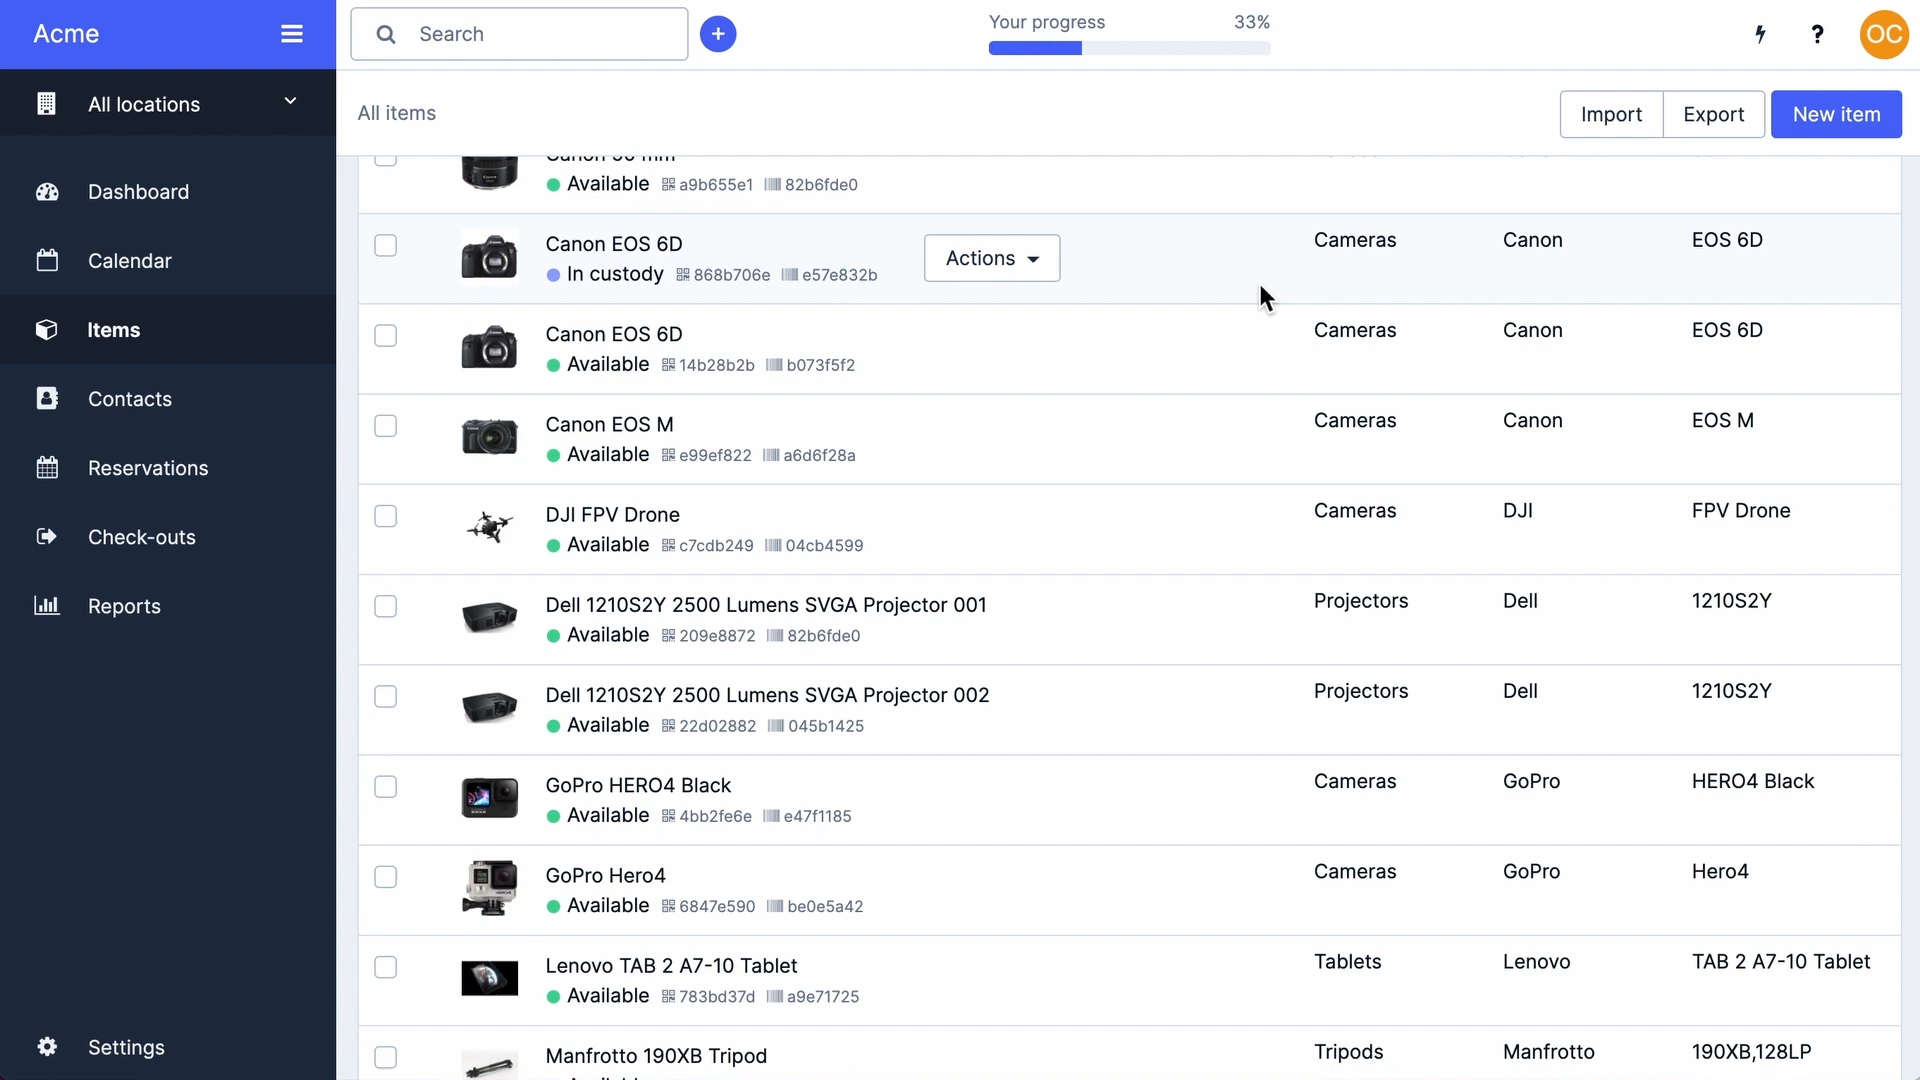 Acme
Search
+
Your progress 33%
?
OC
All locations
All items
Import
Export
New item
Dashboard
Calendar
Items
Contacts
Reservations
Check-outs
Reports
Settings
Available a9b655e1 82b6fde0
Canon EOS 6D
In custody 868b706e e57e832b
Actions
Cameras Canon EOS 6D
Canon EOS 6D
Available 14b28b2b b073f5f2
Cameras Canon EOS 6D
Canon EOS M
Available e99ef822 a6d6f28a
Cameras Canon EOS M
DJI FPV Drone
Available c7cdb249 04cb4599
Cameras DJI FPV Drone
Dell 1210S2Y 2500 Lumens SVGA Projector 001
Available 209e8872 82b6fde0
Projectors Dell 1210S2Y
Dell 1210S2Y 2500 Lumens SVGA Projector 002
Available 22d02882 045b1425
Projectors Dell 1210S2Y
GoPro HERO4 Black
Available 4bb2fe6e e47f1185
Cameras GoPro HERO4 Black
GoPro Hero4
Available 6847e590 be0e5a42
Cameras GoPro Hero4
Lenovo TAB 2 A7-10 Tablet
Available 783bd37d a9e71725
Tablets Lenovo TAB 2 A7-10 Tablet
Manfrotto 190XB Tripod
Tripods Manfrotto 190XB,128LP